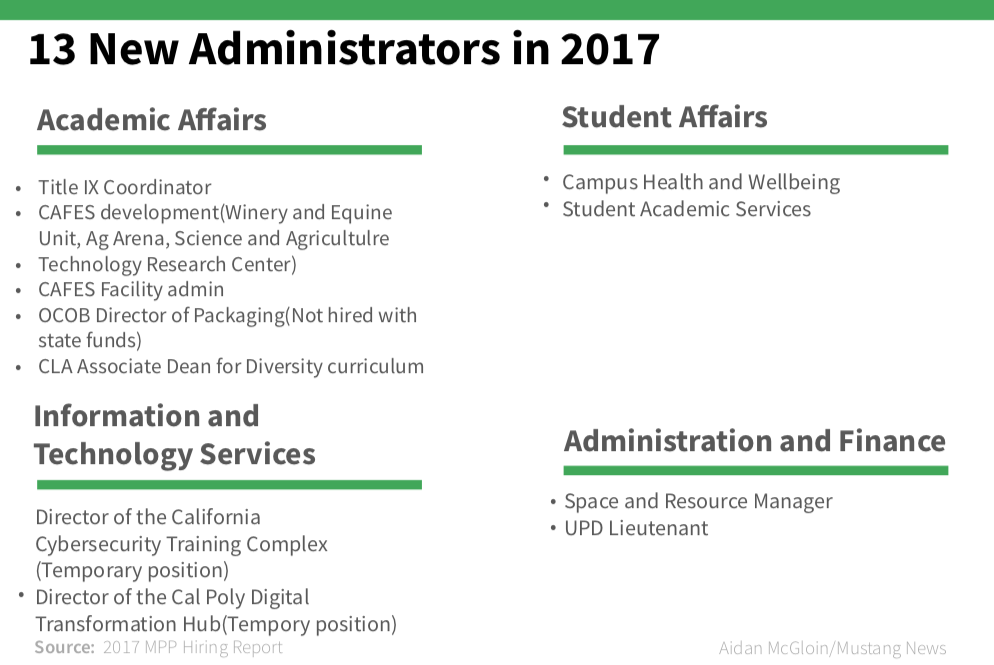 13 New Administrators in 2017
Academic Affairs
• Title IX Coordinator
• CAFES development(Winery and Equine
Unit, Ag Arena, Science and Agricultulre
• Technology Research Center)
• CAFES Facility admin
• OCOB Director of Packaging(Not hired with
state funds)
• CLA Associate Dean for Diversity curriculum
Student Affairs
• Campus Health and Wellbeing
• Student Academic Services
Information and
Technology Services
Director of the California
Cybersecurity Training Complex
(Temporary position)
• Director of the Cal Poly Digital
Transformation Hub(Tempory position)
Administration and Finance
• Space and Resource Manager
• UPD Lieutenant
Source: 2017 MPP Hiring Report
Aidan McGloin/Mustang News